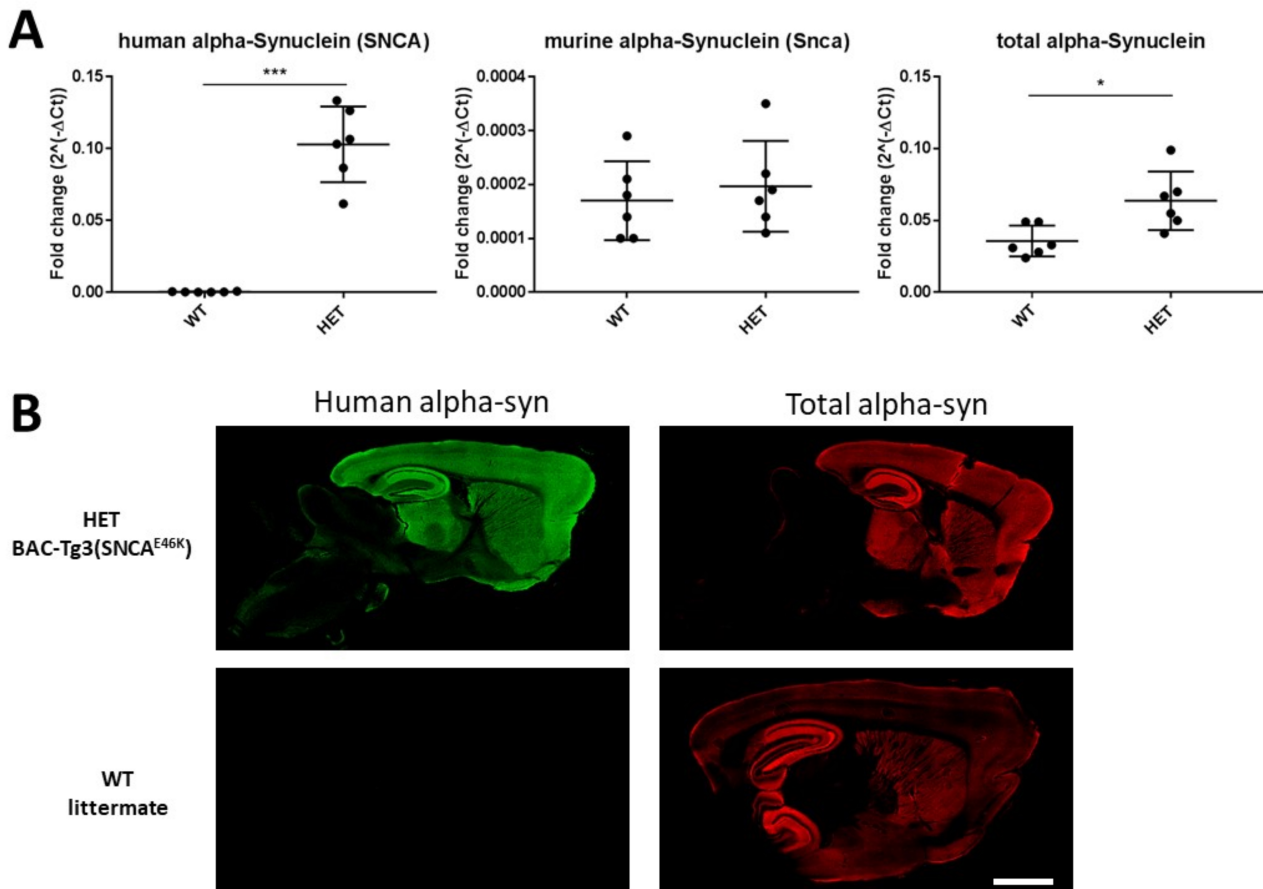 A
human alpha-Synuclein (SNCA)
Fold change (2^(-ΔCt))
0.15
0.10
0.05
0.00
***
WT
HET
murine alpha-Synuclein (Snca)
Fold change (2^(-ΔCt))
0.0004
0.0003
0.0002
0.0001
0.0000
WT
HET
total alpha-Synuclein
Fold change (2^(-ΔCt))
0.15
0.10
0.05
0.00
*
WT
HET
B
Human alpha-syn
Total alpha-syn
HET
BAC-Tg3(SNCA^E46K)
WT
littermate